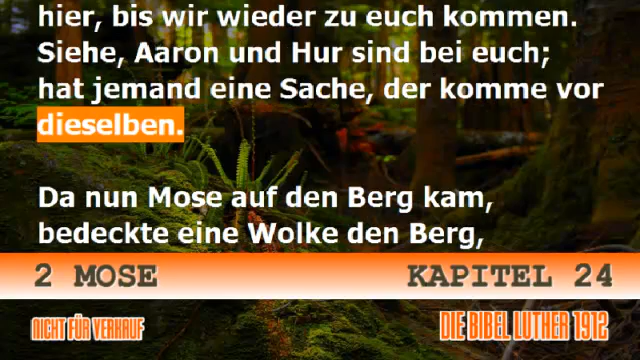 hier, bis wir wieder zu euch kommen.
Siehe, Aaron und Hur sind bei euch;
hat jemand eine Sache, der komme vor
dieselben.
Da nun Mose auf den Berg kam,
bedeckte eine Wolke den Berg,
2 MOSE KAPITEL 24
NICHT FÜR VERKAUF DIE BIBEL LUTHER 1912